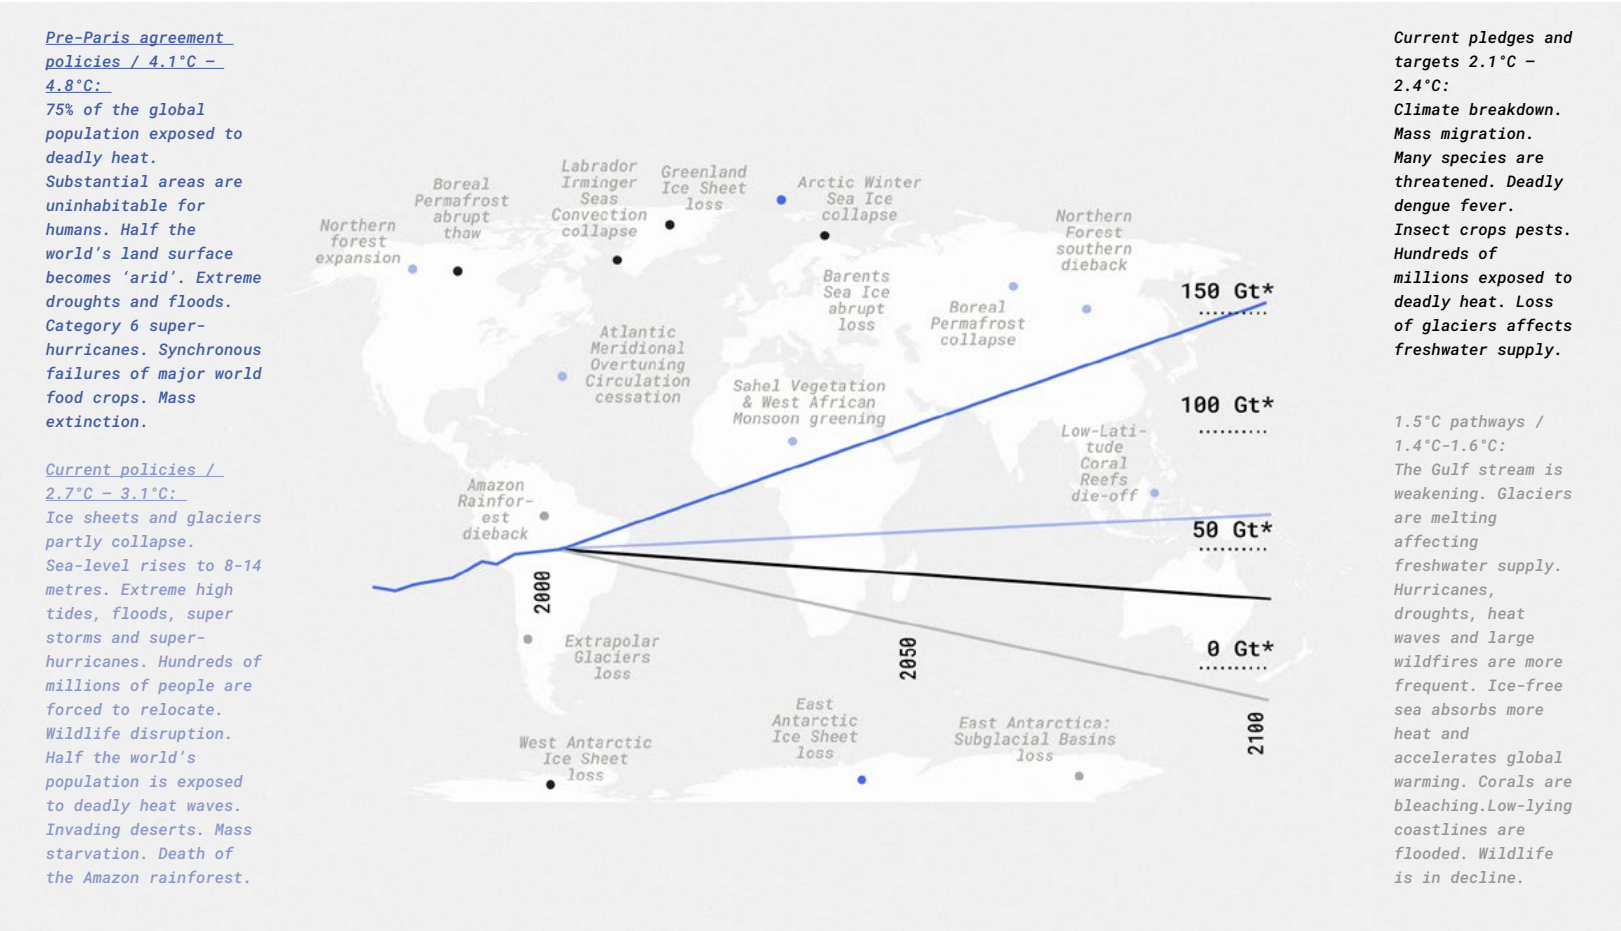 Pre-Paris agreement
policies / 4.1°C –
4.8°C:
75% of the global
population exposed to
deadly heat.
Substantial areas are
uninhabitable for
humans. Half the
world’s land surface
becomes ‘arid’. Extreme
droughts and floods.
Category 6 super-
hurricanes. Synchronous
failures of major world
food crops. Mass
extinction.
Current policies /
2.7°C – 3.1°C:
Ice sheets and glaciers
partly collapse.
Sea-level rises to 8-14
metres. Extreme high
tides, floods, super
storms and super-
hurricanes. Hundreds of
millions of people are
forced to relocate.
Wildlife disruption.
Half the world’s
population is exposed
to deadly heat waves.
Invading deserts. Mass
starvation. Death of
the Amazon rainforest.
Northern
forest
expansion
Boreal
Permafrost
abrupt
thaw
Labrador
Irminger
Seas
Convection
collapse
Greenland
Ice Sheet
loss
Arctic Winter
Sea Ice
collapse
Barents
Sea Ice
abrupt
loss
Northern
Forest
southern
dieback
Boreal
Permafrost
collapse
Atlantic
Meridional
Overtuning
Circulation
cessation
Sahel Vegetation
& West African
Monsoon greening
Low-Lati-
tude
Coral
Reefs
die-off
Amazon
Rainfor-
est
dieback
Extrapolar
Glaciers
loss
West Antarctic
Ice Sheet
loss
East
Antarctic
Ice Sheet
loss
East Antarctica:
Subglacial Basins
loss
150 Gt*
100 Gt*
50 Gt*
0 Gt*
2000
2050
2100
Current pledges and
targets 2.1°C –
2.4°C:
Climate breakdown.
Mass migration.
Many species are
threatened. Deadly
dengue fever.
Insect crops pests.
Hundreds of
millions exposed to
deadly heat. Loss
of glaciers affects
freshwater supply.
1.5°C pathways /
1.4°C-1.6°C:
The Gulf stream is
weakening. Glaciers
are melting
affecting
freshwater supply.
Hurricanes,
droughts, heat
waves and large
wildfires are more
frequent. Ice-free
sea absorbs more
heat and
accelerates global
warming. Corals are
bleaching.Low-lying
coastlines are
flooded. Wildlife
is in decline.